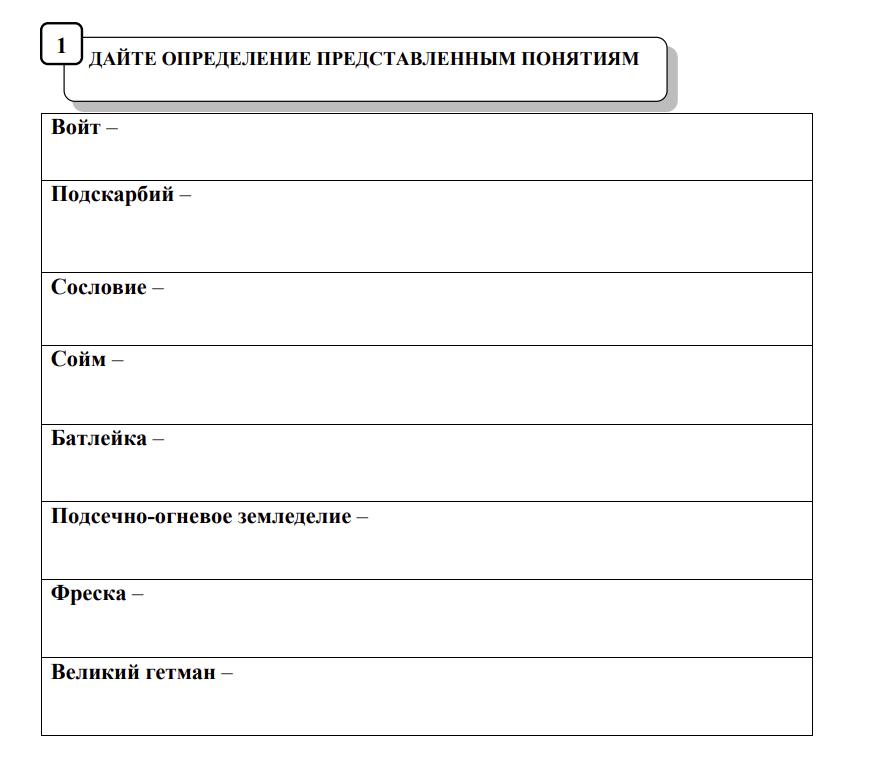 1
ДАЙТЕ ОПРЕДЕЛЕНИЕ ПРЕДСТАВЛЕННЫМ ПОНЯТИЯМ
Войт –
Подскарбий –
Сословие –
Сойм –
Батлейка –
Подсечно-огневое земледелие –
Фреска –
Великий гетман –